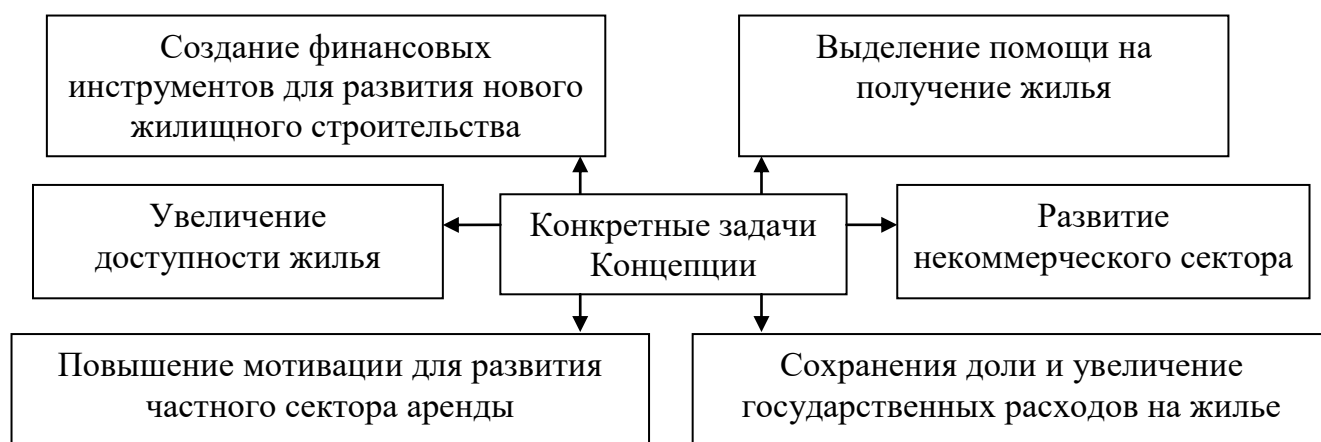 Создание финансовых
инструментов для развития нового
жилищного строительства
Выделение помощи на
получение жилья
Увеличение
доступности жилья
Конкретные задачи
Концепции
Развитие
некоммерческого сектора
Повышение мотивации для развития
частного сектора аренды
Сохранения доли и увеличение
государственных расходов на жилье